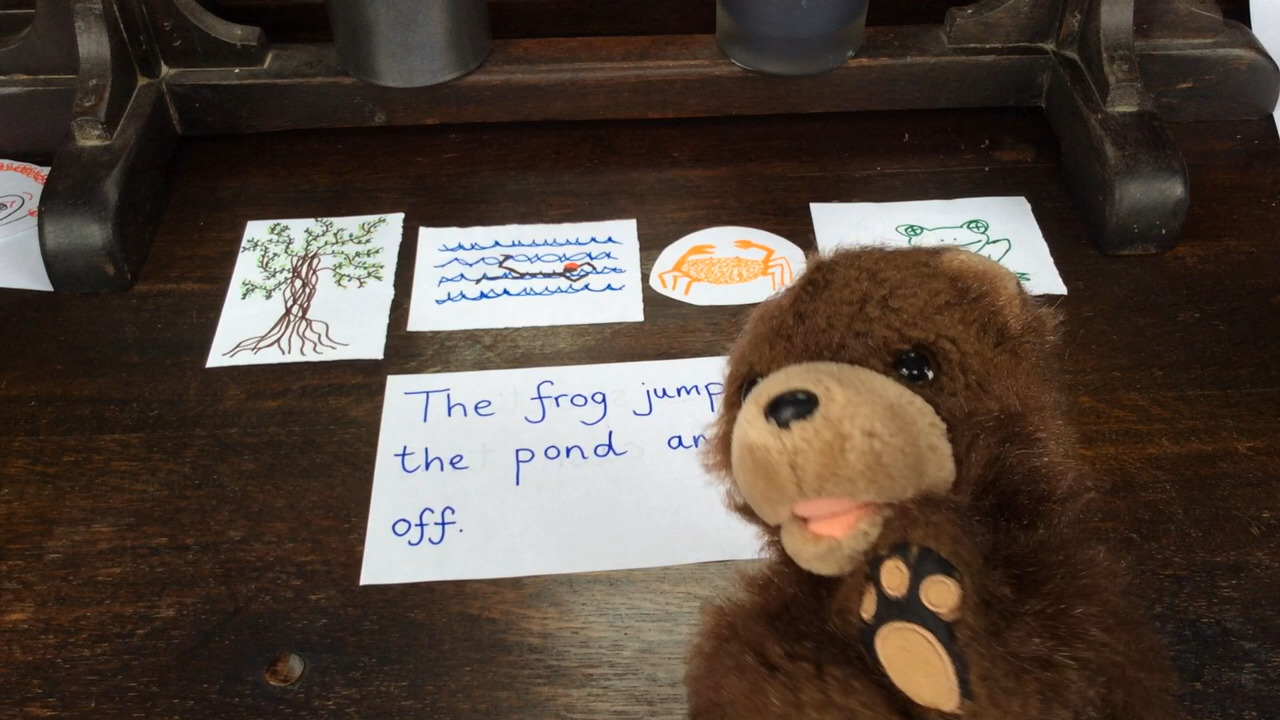 The frog jump
the pond an
off.